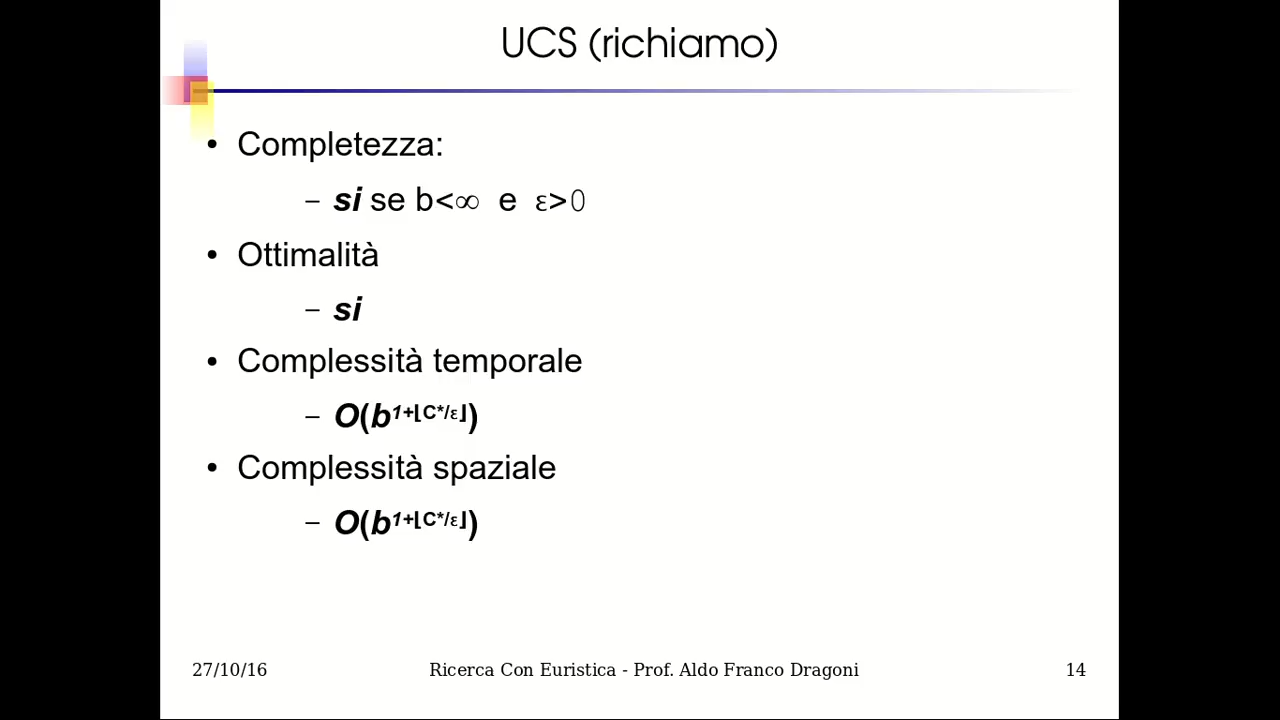 UCS (richiamo)
• Completezza:
– si se b<∞ e ε>0
• Ottimalità
– si
• Complessità temporale
– O(b¹⁺⌊C*/ε⌋)
• Complessità spaziale
– O(b¹⁺⌊C*/ε⌋)
27/10/16 Ricerca Con Euristica - Prof. Aldo Franco Dragoni 14